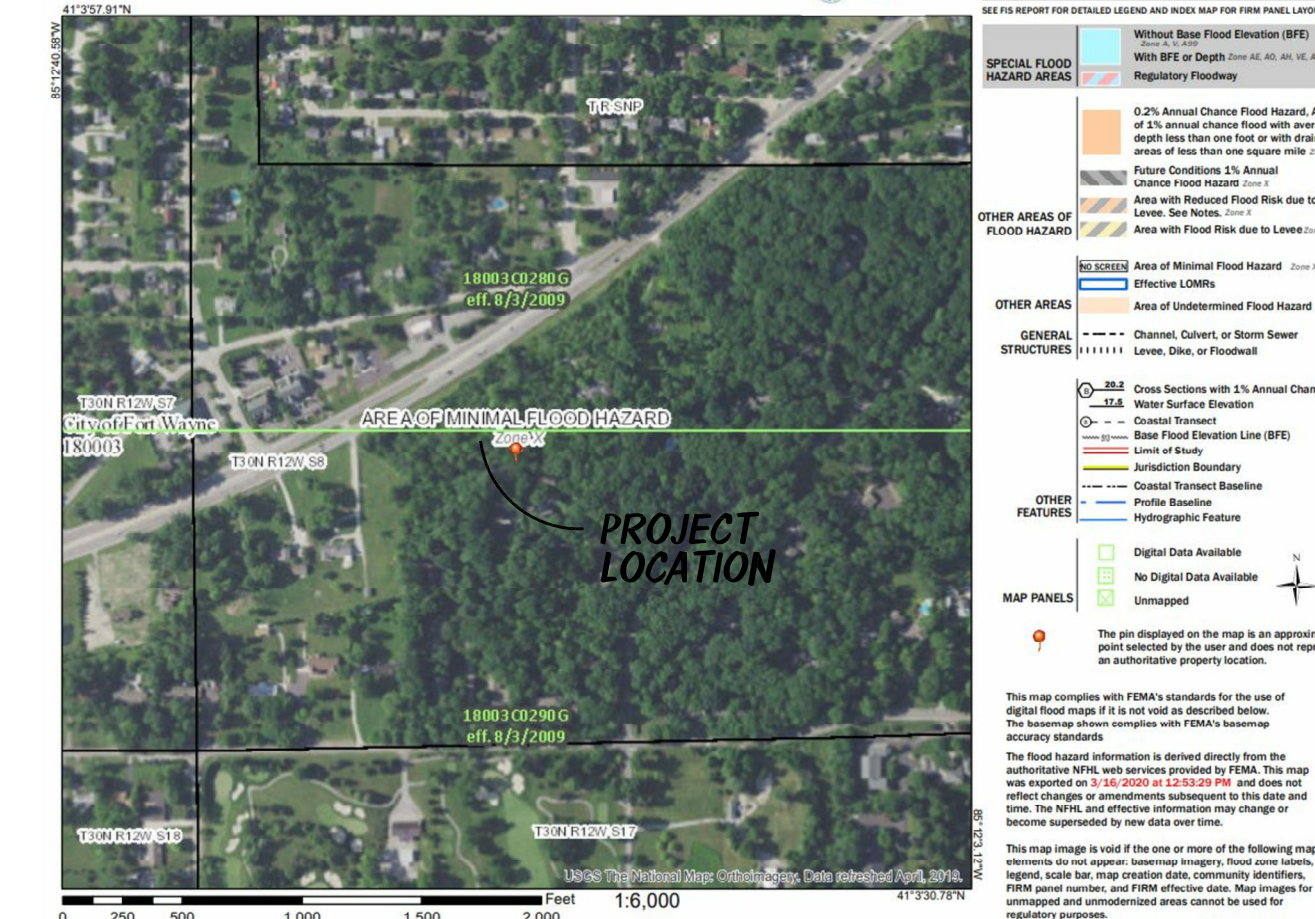 41°3'57.91"N
SEE FIS REPORT FOR DETAILED LEGEND AND INDEX MAP FOR FIRM PANEL LAYOU
85°12'40.58"W
T R SNP
18003C0280G
eff. 8/3/2009
T30N R12W S7
City of Fort Wayne
180003
AREA OF MINIMAL FLOOD HAZARD
Zone X
T30N R12W S8
PROJECT
LOCATION
18003C0290G
eff. 8/3/2009
T30N R12W S18
T30N R12W S17
USGS The National Map: Orthoimagery. Data refreshed April, 2019.
85°12'3.12"W
41°3'30.78"N
0 250 500 1,000 1,500 2,000
Feet
1:6,000
SPECIAL FLOOD
HAZARD AREAS
Without Base Flood Elevation (BFE)
Zone A, V, A99
With BFE or Depth Zone AE, AO, AH, VE, A
Regulatory Floodway
OTHER AREAS OF
FLOOD HAZARD
0.2% Annual Chance Flood Hazard, A
of 1% annual chance flood with aver
depth less than one foot or with drai
areas of less than one square mile
Future Conditions 1% Annual
Chance Flood Hazard Zone X
Area with Reduced Flood Risk due to
Levee. See Notes. Zone X
Area with Flood Risk due to Levee Zon
OTHER AREAS
NO SCREEN Area of Minimal Flood Hazard Zone X
Effective LOMRs
Area of Undetermined Flood Hazard
GENERAL
STRUCTURES
Channel, Culvert, or Storm Sewer
Levee, Dike, or Floodwall
OTHER
FEATURES
B 20.2 Cross Sections with 1% Annual Chan
17.5 Water Surface Elevation
Coastal Transect
513 Base Flood Elevation Line (BFE)
Limit of Study
Jurisdiction Boundary
Coastal Transect Baseline
Profile Baseline
Hydrographic Feature
MAP PANELS
Digital Data Available
No Digital Data Available
Unmapped
N
The pin displayed on the map is an approxin
point selected by the user and does not repr
an authoritative property location.
This map complies with FEMA's standards for the use of
digital flood maps if it is not void as described below.
The basemap shown complies with FEMA's basemap
accuracy standards
The flood hazard information is derived directly from the
authoritative NFHL web services provided by FEMA. This map
was exported on 3/16/2020 at 12:53:29 PM and does not
reflect changes or amendments subsequent to this date and
time. The NFHL and effective information may change or
become superseded by new data over time.
This map image is void if the one or more of the following map
elements do not appear: basemap imagery, flood zone labels,
legend, scale bar, map creation date, community identifiers,
FIRM panel number, and FIRM effective date. Map images for
unmapped and unmodernized areas cannot be used for
regulatory purposes.